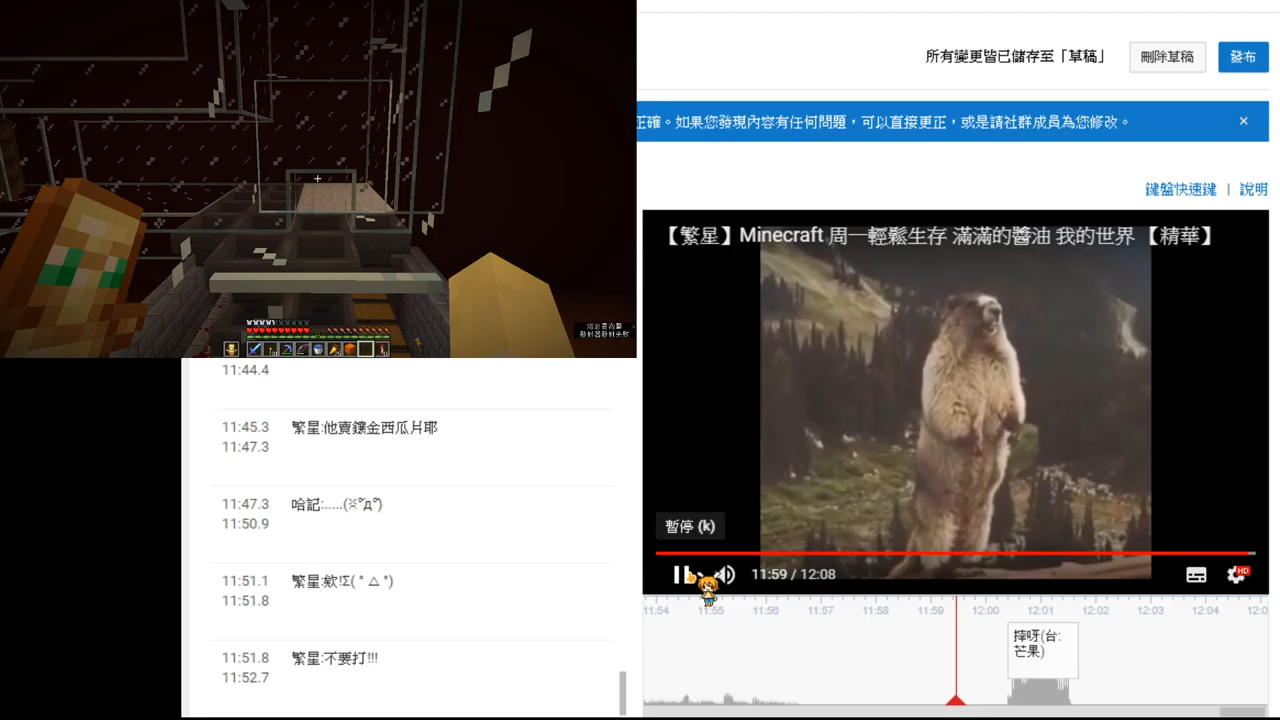 所有變更皆已儲存至「草稿」
刪除草稿
發布
正確。如果您發現內容有任何問題，可以直接更正，或是請社群成員為您修改。
×
鍵盤快速鍵 | 說明
【繁星】Minecraft 周一輕鬆生存 滿滿的醬油 我的世界 【精華】
暫停 (k)
11:59 / 12:08
HD
11:54 11:55 11:56 11:57 11:58 11:59 12:00 12:01 12:02 12:03 12:04 12:0
摔呀(台:
芒果)
11:44.4
11:45.3 繁星:他賣鑲金西瓜片耶
11:47.3
11:47.3 哈記:......(ﾒﾟДﾟ)
11:50.9
11:51.1 繁星:欸!Σ( ﾟ △ ﾟ)
11:51.8
11:51.8 繁星:不要打!!!
11:52.7